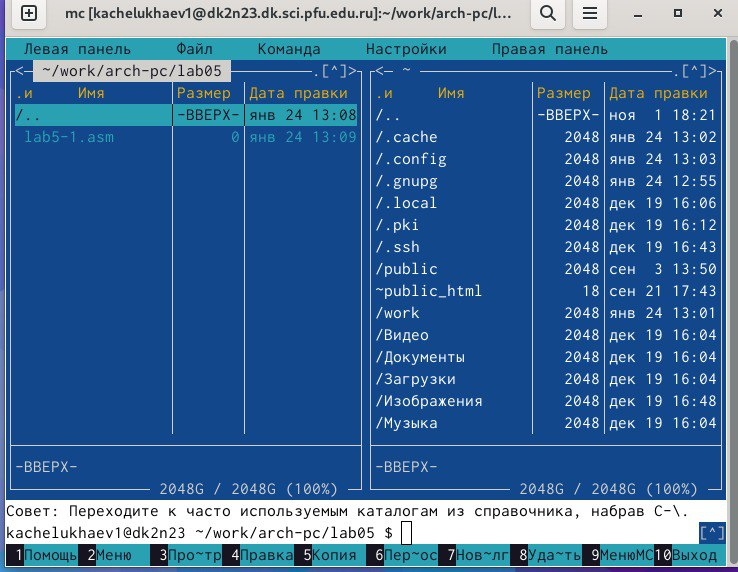 mc [kachelukhaev1@dk2n23.dk.sci.pfu.edu.ru]:~/work/arch-pc/l...
Левая панель Файл Команда Настройки Правая панель
<─ ~/work/arch-pc/lab05 .[^]> <─ ~ .[^]>
.и Имя Размер Дата правки .и Имя Размер Дата правки
/.. -ВВЕРХ- янв 24 13:08 /.. -ВВЕРХ- ноя 1 18:21
lab5-1.asm 0 янв 24 13:09 /.cache 2048 янв 24 13:02
/.config 2048 янв 24 13:03
/.gnupg 2048 янв 24 12:55
/.local 2048 дек 19 16:06
/.pki 2048 дек 19 16:12
/.ssh 2048 дек 19 16:43
/public 2048 сен 3 13:50
~public_html 18 сен 21 17:43
/work 2048 янв 24 13:01
/Видео 2048 дек 19 16:04
/Документы 2048 дек 19 16:04
/Загрузки 2048 дек 19 16:04
/Изображения 2048 дек 19 16:48
/Музыка 2048 дек 19 16:04
-ВВЕРХ- -ВВЕРХ-
2048G / 2048G (100%) 2048G / 2048G (100%)
Совет: Переходите к часто используемым каталогам из справочника, набрав C-\.
kachelukhaev1@dk2n23 ~/work/arch-pc/lab05 $ [^]
1Помощь 2Меню 3Про~тр 4Правка 5Копия 6Пер~ос 7Нов~лг 8Уда~ть 9МенюMC 10Выход